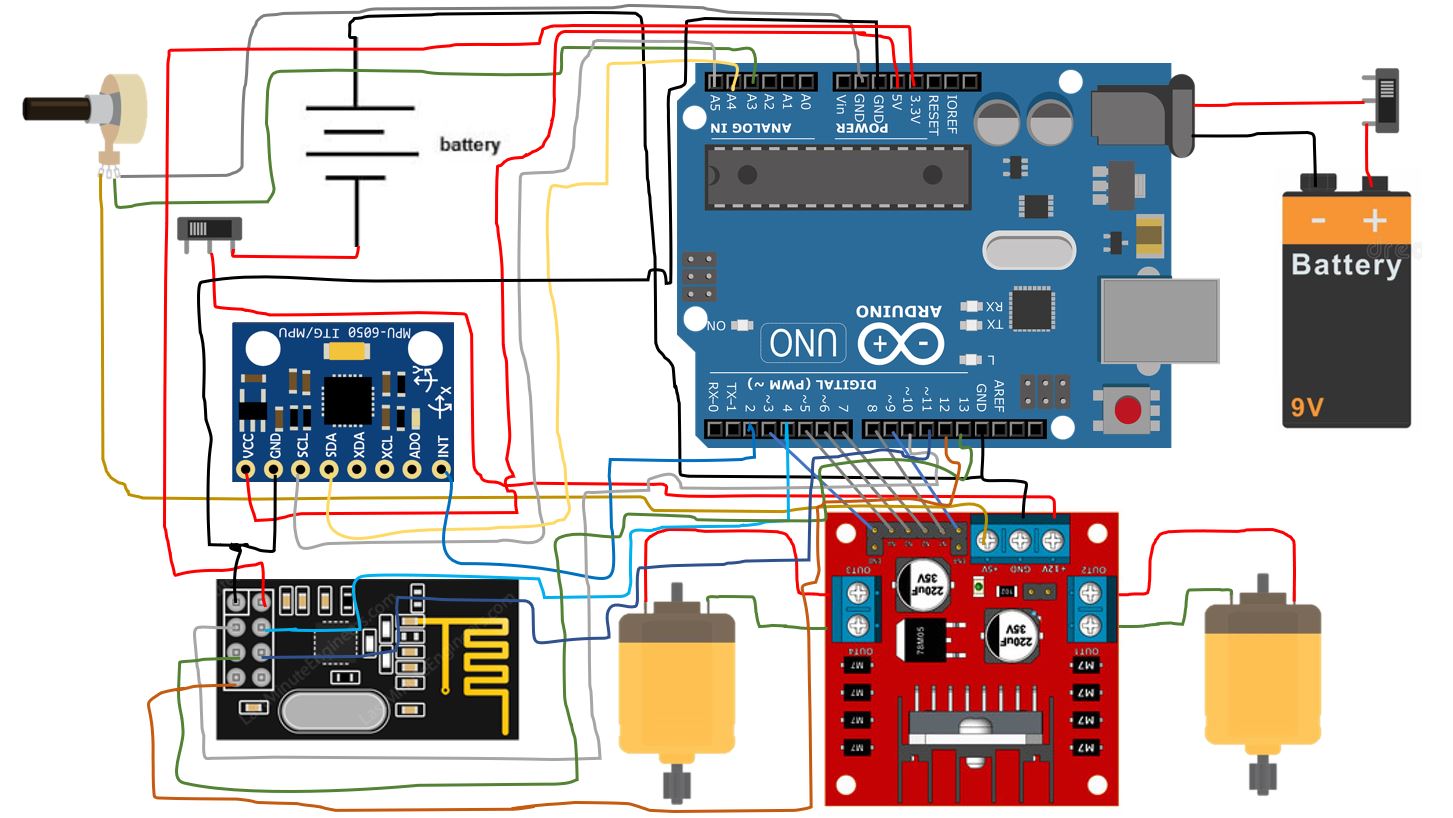 battery
A5 A4 A3 A2 A1 A0
Vin GND GND 5V 3.3V RESET IOREF
ANALOG IN
POWER
RX
TX
L
ON
ARDUINO
UNO
DIGITAL (PWM ~)
RX-0 TX-1 2 ~3 4 ~5 ~6 7 8 ~9 ~10 ~11 12 13 GND AREF
- +
Battery
9V
MPU-6050 ITG/MPU
Y
X
VCC GND SCL SDA XDA XCL ADO INT
+5V GND +12V
OUT3
OUT2
220uF
35V
102
78M05
220uF
35V
OUT4
OUT1
M7 M7
M7 M7
M7 M7
M7 M7